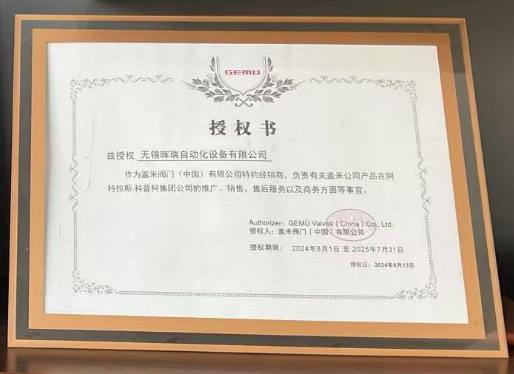 GEMÜ
授权书
兹授权 无锡晖瑞自动化设备有限公司
作为盖米阀门（中国）有限公司特约经销商，负责有关盖米公司产品在阿
特拉斯·科普柯集团公司的推广、销售、售后服务以及商务方面等事宜。
Authorizer: GEMÜ Valves (China) Co., Ltd.
授权人：盖米阀门（中国）有限公司
授权期限： 2024年8月1日 至 2025年7月31日
授权日：2024年8月13日